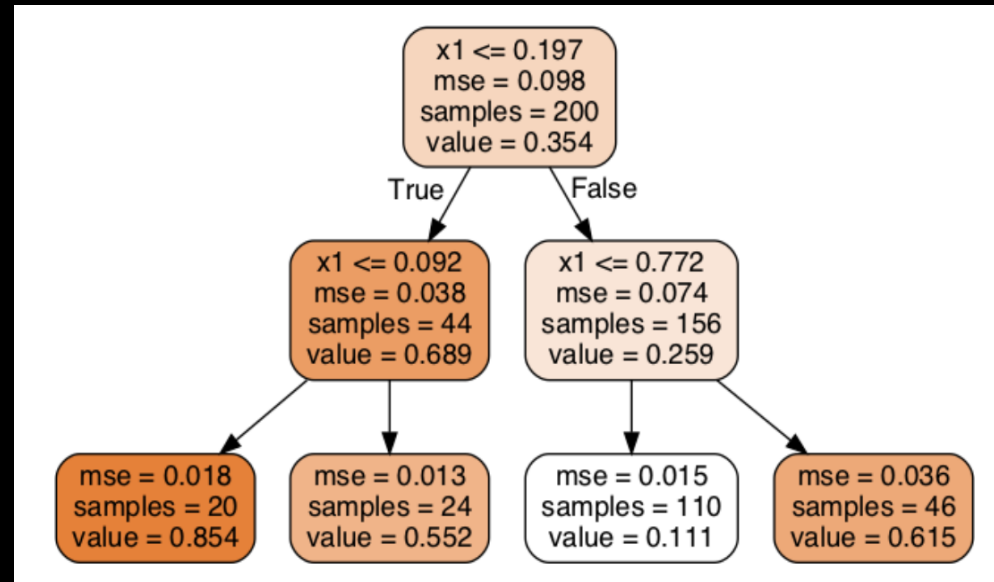 x1 <= 0.197
mse = 0.098
samples = 200
value = 0.354
True
False
x1 <= 0.092
mse = 0.038
samples = 44
value = 0.689
x1 <= 0.772
mse = 0.074
samples = 156
value = 0.259
mse = 0.018
samples = 20
value = 0.854
mse = 0.013
samples = 24
value = 0.552
mse = 0.015
samples = 110
value = 0.111
mse = 0.036
samples = 46
value = 0.615